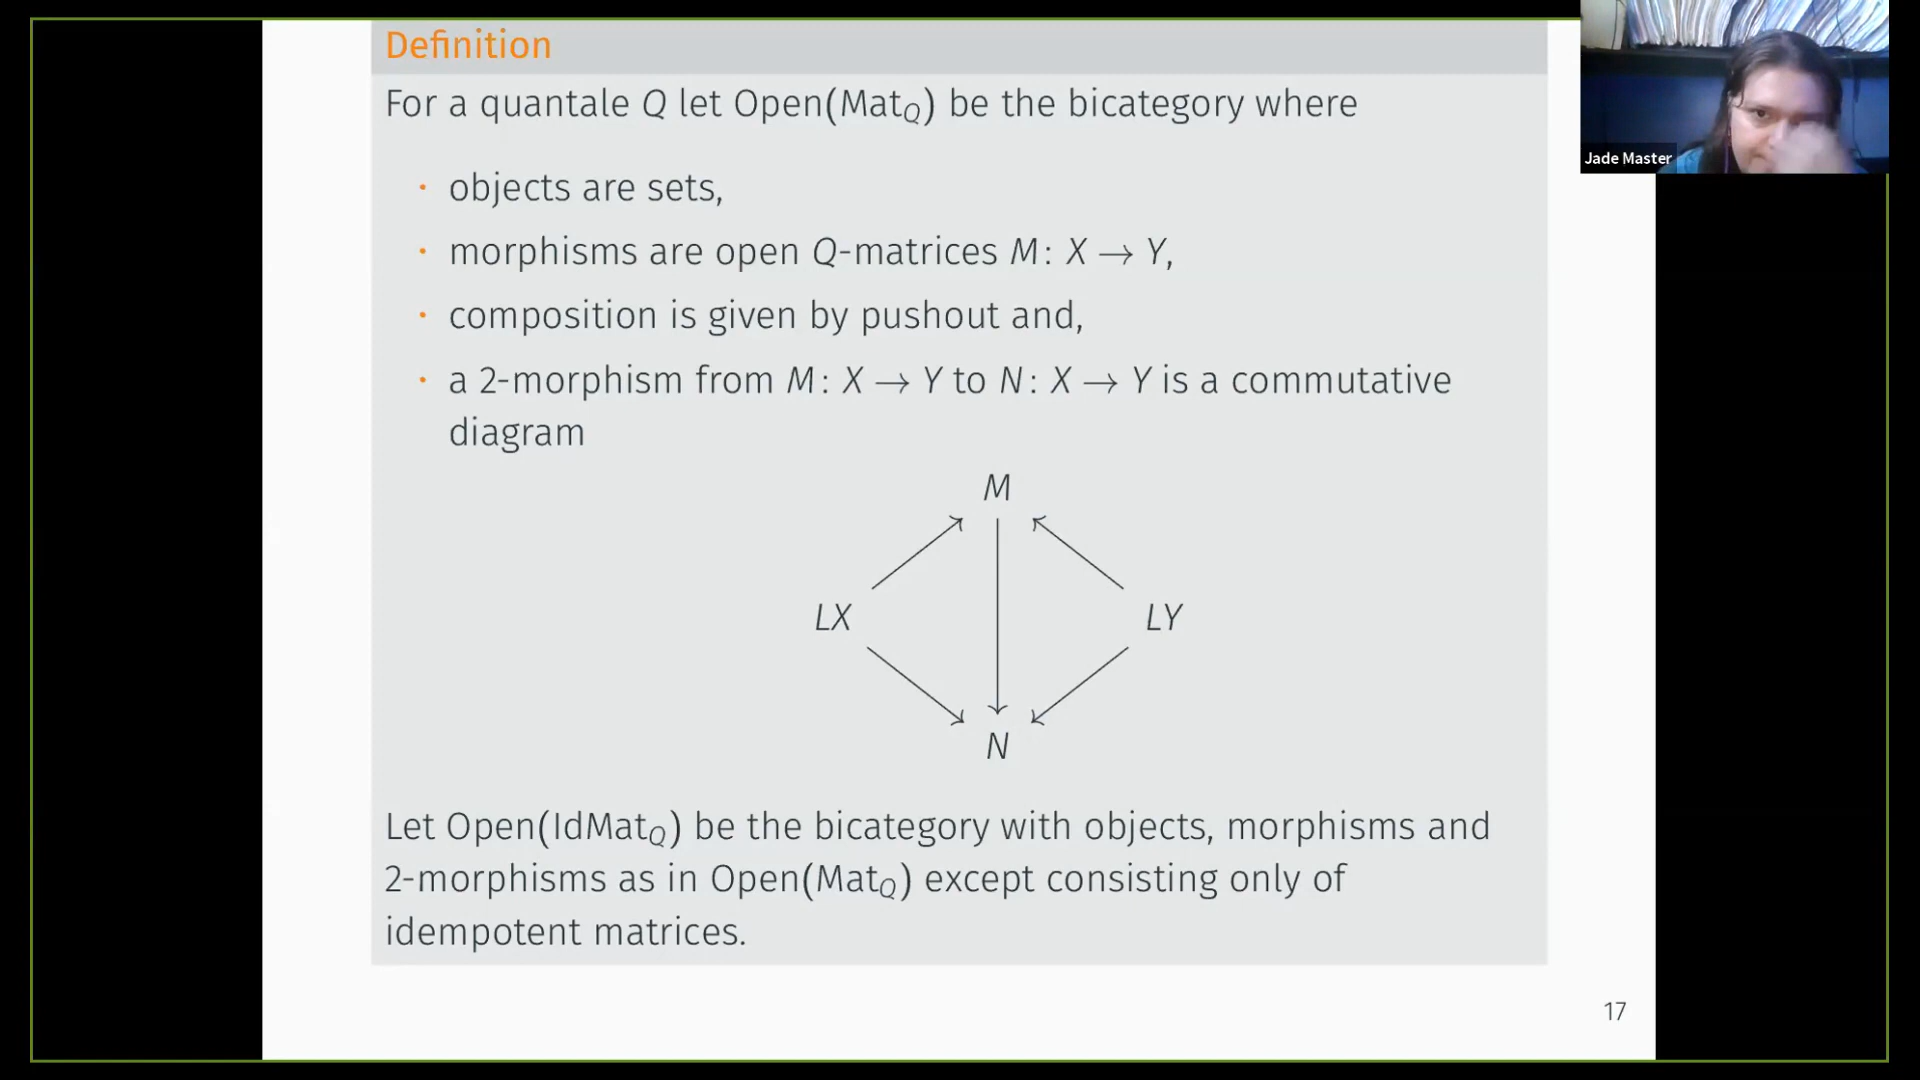 Definition
For a quantale Q let Open(Mat_Q) be the bicategory where
· objects are sets,
· morphisms are open Q-matrices M: X → Y,
· composition is given by pushout and,
· a 2-morphism from M: X → Y to N: X → Y is a commutative
diagram
M
LX LY
N
Let Open(IdMat_Q) be the bicategory with objects, morphisms and
2-morphisms as in Open(Mat_Q) except consisting only of
idempotent matrices.
17
Jade Master